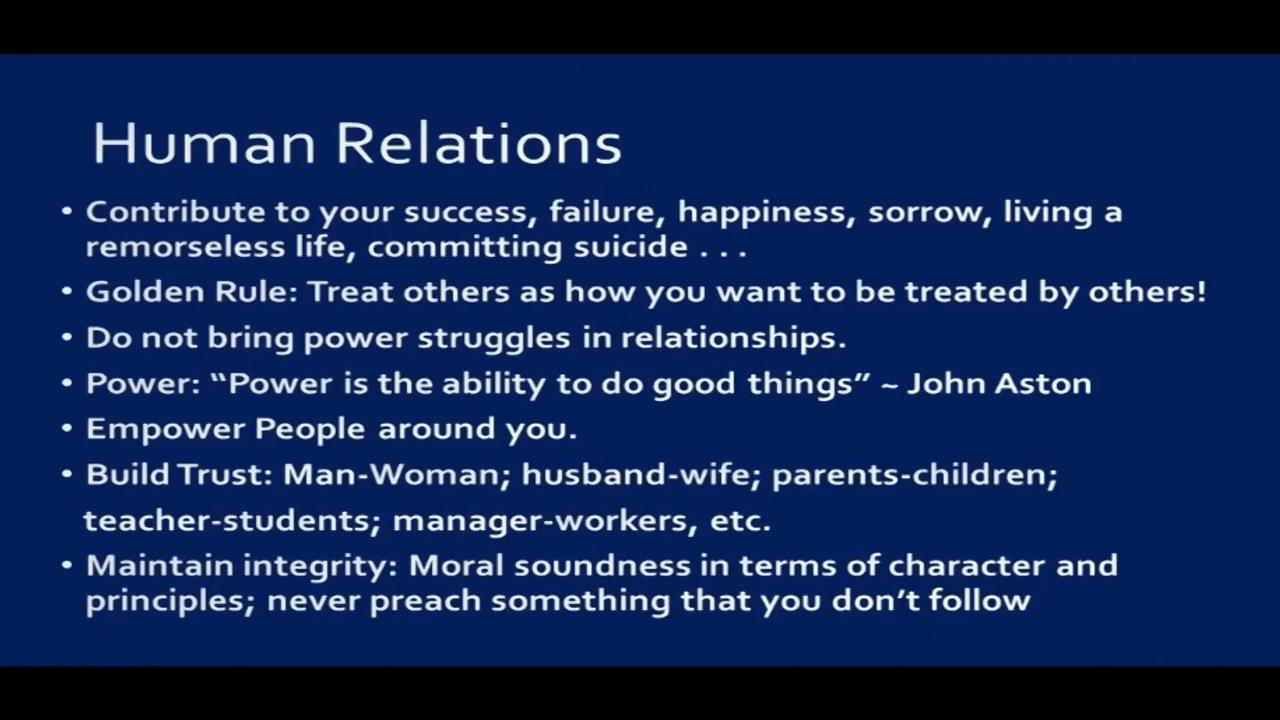 Human Relations
• Contribute to your success, failure, happiness, sorrow, living a
remorseless life, committing suicide . . .
• Golden Rule: Treat others as how you want to be treated by others!
• Do not bring power struggles in relationships.
• Power: “Power is the ability to do good things” ~ John Aston
• Empower People around you.
• Build Trust: Man-Woman; husband-wife; parents-children;
teacher-students; manager-workers, etc.
• Maintain integrity: Moral soundness in terms of character and
principles; never preach something that you don’t follow